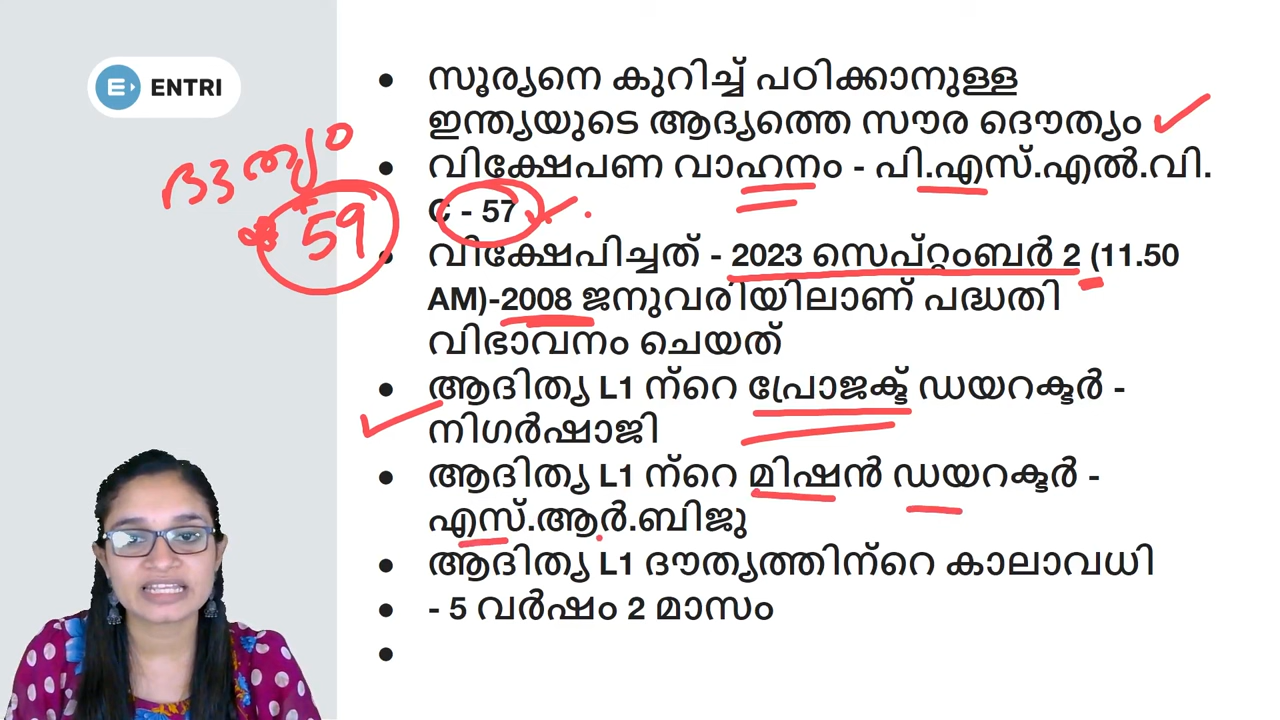 ENTRI
സൂര്യനെ കുറിച്ച് പഠിക്കാനുള്ള
ഇന്ത്യയുടെ ആദ്യത്തെ സൗര ദൌത്യം
വിക്ഷേപണ വാഹനം - പി.എസ്.എൽ.വി.
C - 57
വിക്ഷേപിച്ചത് - 2023 സെപ്റ്റംബർ 2 (11.50
AM)-2008 ജനുവരിയിലാണ് പദ്ധതി
വിഭാവനം ചെയത്
ആദിത്യ L1 ന്റെ പ്രോജക്ട് ഡയറക്ടർ -
നിഗർഷാജി
ആദിത്യ L1 ന്റെ മിഷൻ ഡയറക്ടർ -
എസ്.ആർ.ബിജു
ആദിത്യ L1 ദൗത്യത്തിന്റെ കാലാവധി
- 5 വർഷം 2 മാസം
59